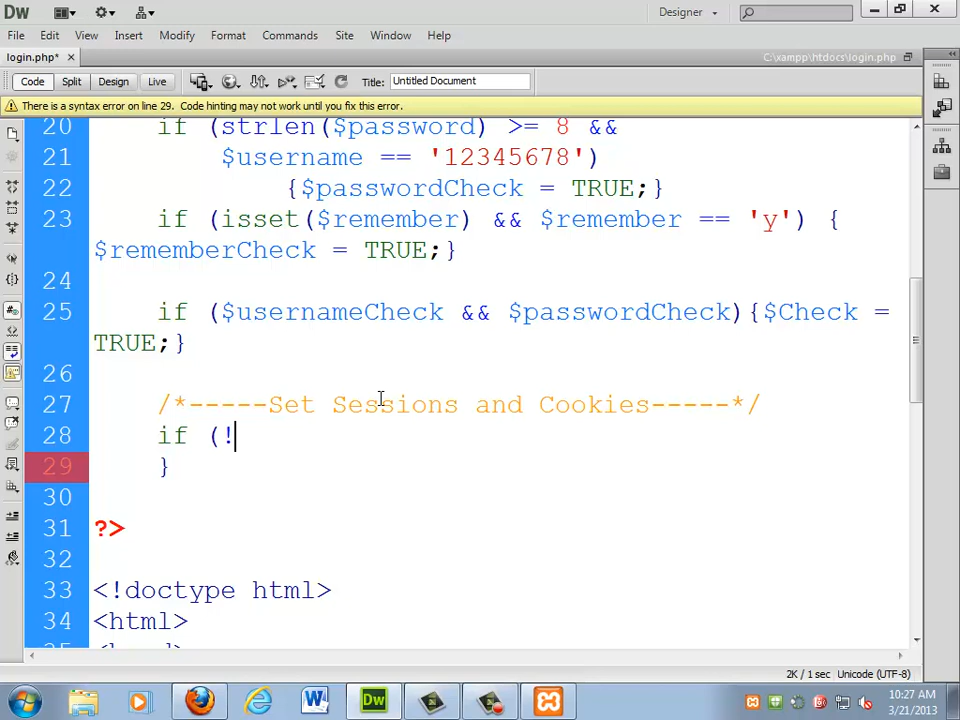 Dw
Designer
File Edit View Insert Modify Format Commands Site Window Help
login.php* × C:\xampp\htdocs\login.php
Code Split Design Live Title: Untitled Document
There is a syntax error on line 29. Code hinting may not work until you fix this error.
20 if (strlen($password) >= 8 &&
21 $username == '12345678')
22 {$passwordCheck = TRUE;}
23 if (isset($remember) && $remember == 'y') {
$rememberCheck = TRUE;}
24
25 if ($usernameCheck && $passwordCheck){$Check =
TRUE;}
26
27 /*-----Set Sessions and Cookies-----*/
28 if (!
29 }
30
31 ?>
32
33 <!doctype html>
34 <html>
2K / 1 sec Unicode (UTF-8)
W Dw
10:27 AM
3/21/2013